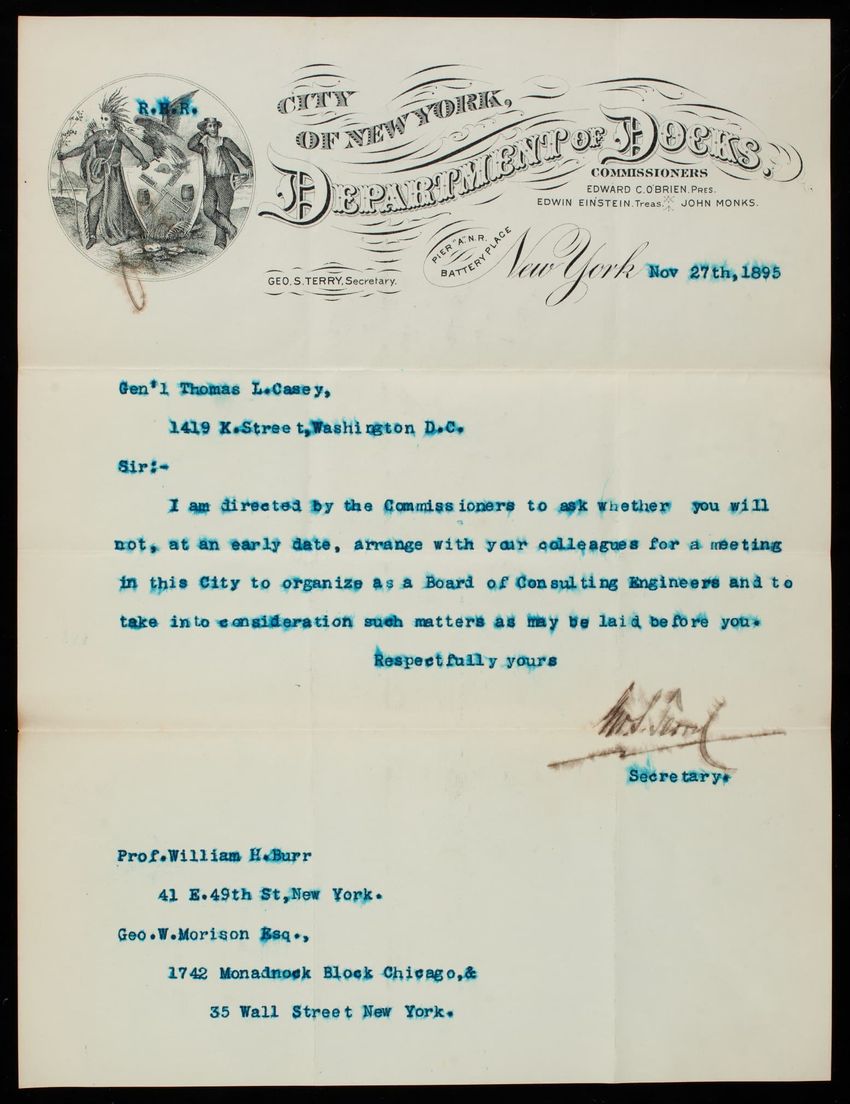 R.R.R.
CITY
OF NEW YORK,
DEPARTMENT OF DOCKS.
COMMISSIONERS
EDWARD C. O'BRIEN, PRES.
EDWIN EINSTEIN, Treas. JOHN MONKS.
PIER "A" N.R.
BATTERY PLACE
New York Nov 27th,1895
GEO. S. TERRY, Secretary.
Gen'l Thomas L.Casey,
1419 K.Street,Washington D.C.
Sir:-
I am directed by the Commissioners to ask whether you will
not, at an early date, arrange with your colleagues for a meeting
in this City to organize as a Board of Consulting Engineers and to
take into consideration such matters as may be laid before you.
Respectfully yours
Geo. S. Terry
Secretary.
Prof.William H.Burr
41 E.49th St,New York.
Geo.W.Morison Esq.,
1742 Monadnock Block Chicago,&
35 Wall Street New York.